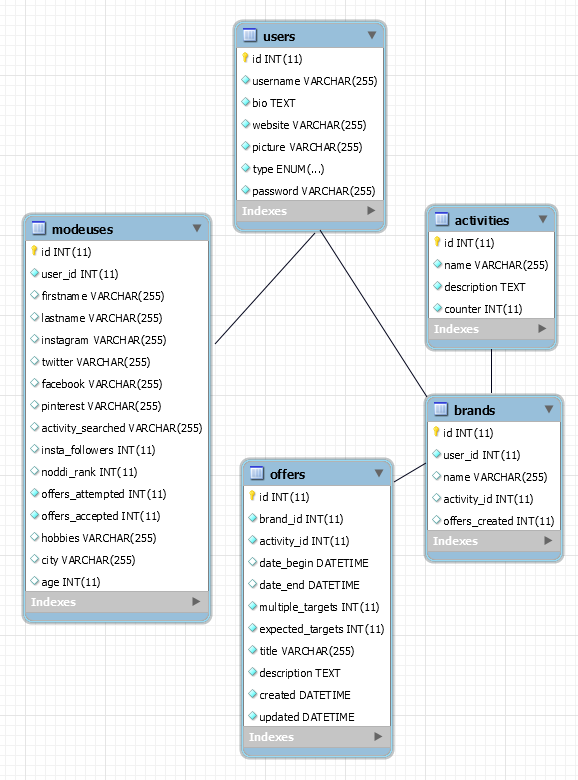 users
id INT(11)
username VARCHAR(255)
bio TEXT
website VARCHAR(255)
picture VARCHAR(255)
type ENUM(...)
password VARCHAR(255)
Indexes
modeuses
id INT(11)
user_id INT(11)
firstname VARCHAR(255)
lastname VARCHAR(255)
instagram VARCHAR(255)
twitter VARCHAR(255)
facebook VARCHAR(255)
pinterest VARCHAR(255)
activity_searched VARCHAR(255)
insta_followers INT(11)
noddi_rank INT(11)
offers_attempted INT(11)
offers_accepted INT(11)
hobbies VARCHAR(255)
city VARCHAR(255)
age INT(11)
Indexes
activities
id INT(11)
name VARCHAR(255)
description TEXT
counter INT(11)
Indexes
brands
id INT(11)
user_id INT(11)
name VARCHAR(255)
activity_id INT(11)
offers_created INT(11)
Indexes
offers
id INT(11)
brand_id INT(11)
activity_id INT(11)
date_begin DATETIME
date_end DATETIME
multiple_targets INT(11)
expected_targets INT(11)
title VARCHAR(255)
description TEXT
created DATETIME
updated DATETIME
Indexes